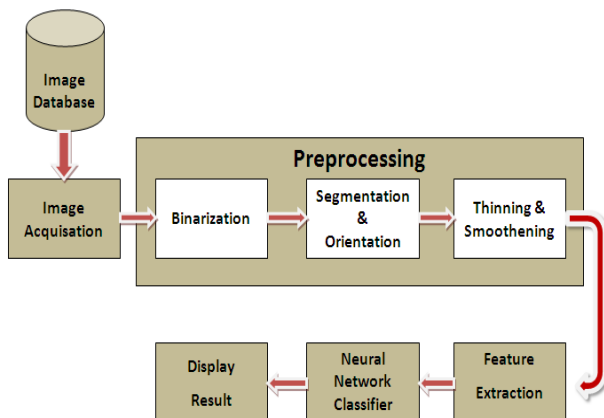 Image
Database
Preprocessing
Image
Acquisation
Binarization
Segmentation
&
Orientation
Thinning &
Smoothening
Display
Result
Neural
Network
Classifier
Feature
Extraction